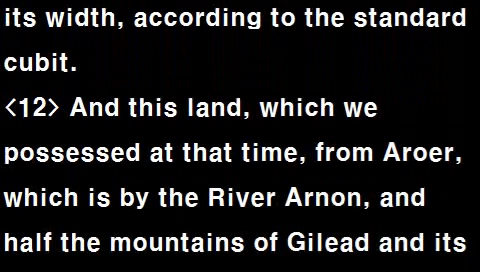 its width, according to the standard
cubit.
<12> And this land, which we
possessed at that time, from Aroer,
which is by the River Arnon, and
half the mountains of Gilead and its